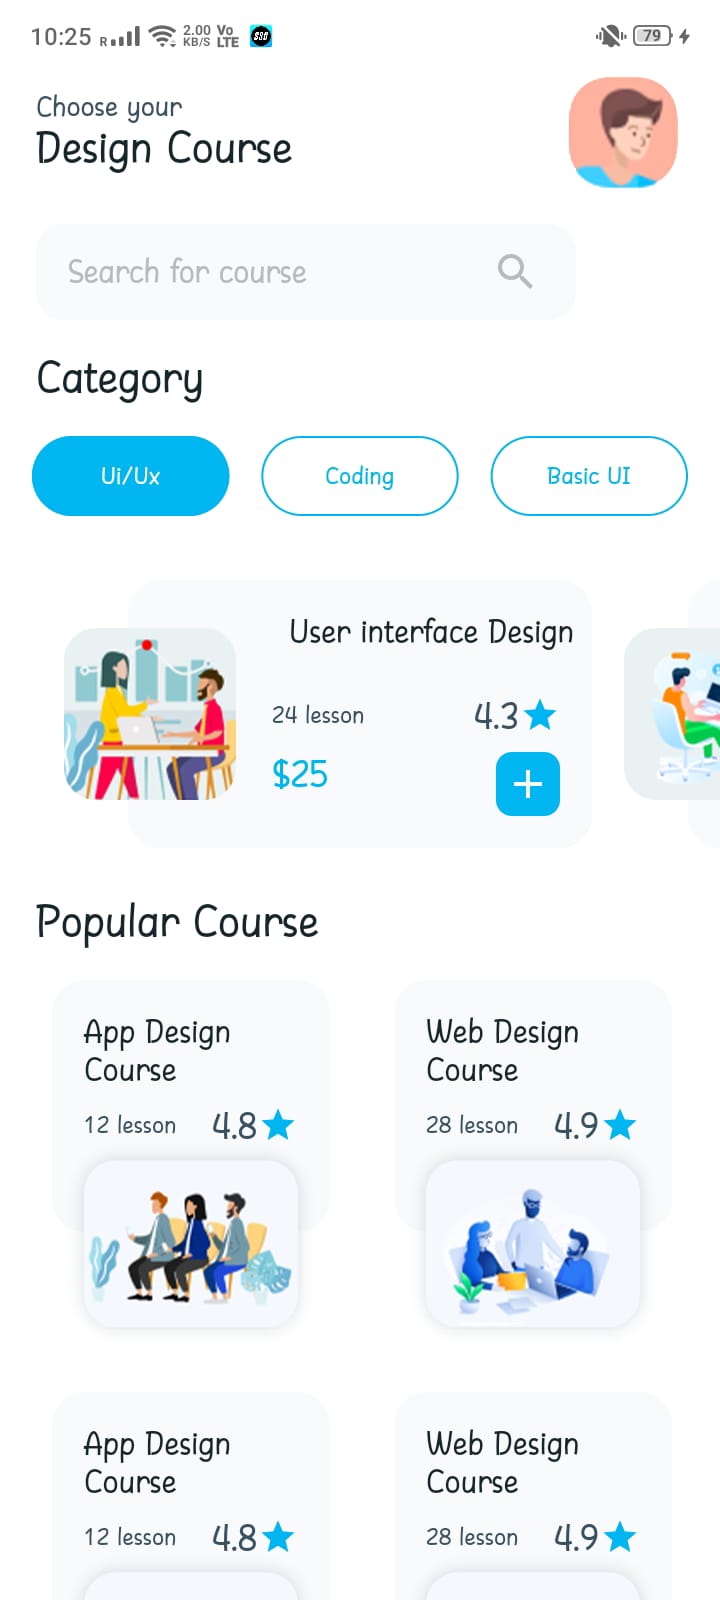 10:25 R 2.00 KB/S Vo LTE 79
Choose your
Design Course
Search for course
Category
Ui/Ux Coding Basic UI
User interface Design
24 lesson 4.3
$25
Popular Course
App Design Web Design
Course Course
12 lesson 4.8 28 lesson 4.9
App Design Web Design
Course Course
12 lesson 4.8 28 lesson 4.9